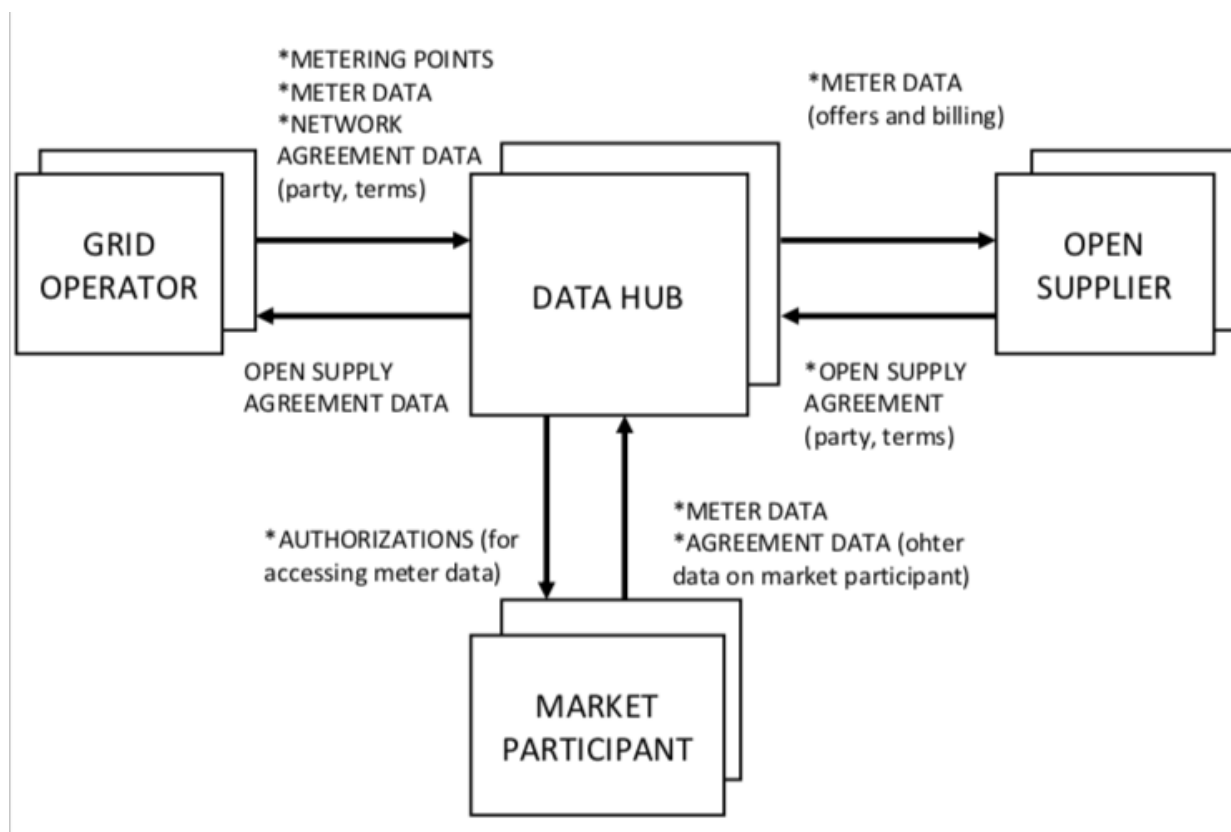 *METERING POINTS
*METER DATA
*NETWORK
AGREEMENT DATA
(party, terms)
*METER DATA
(offers and billing)
GRID
OPERATOR
DATA HUB
OPEN
SUPPLIER
OPEN SUPPLY
AGREEMENT DATA
*OPEN SUPPLY
AGREEMENT
(party, terms)
*AUTHORIZATIONS (for
accessing meter data)
*METER DATA
*AGREEMENT DATA (ohter
data on market participant)
MARKET
PARTICIPANT